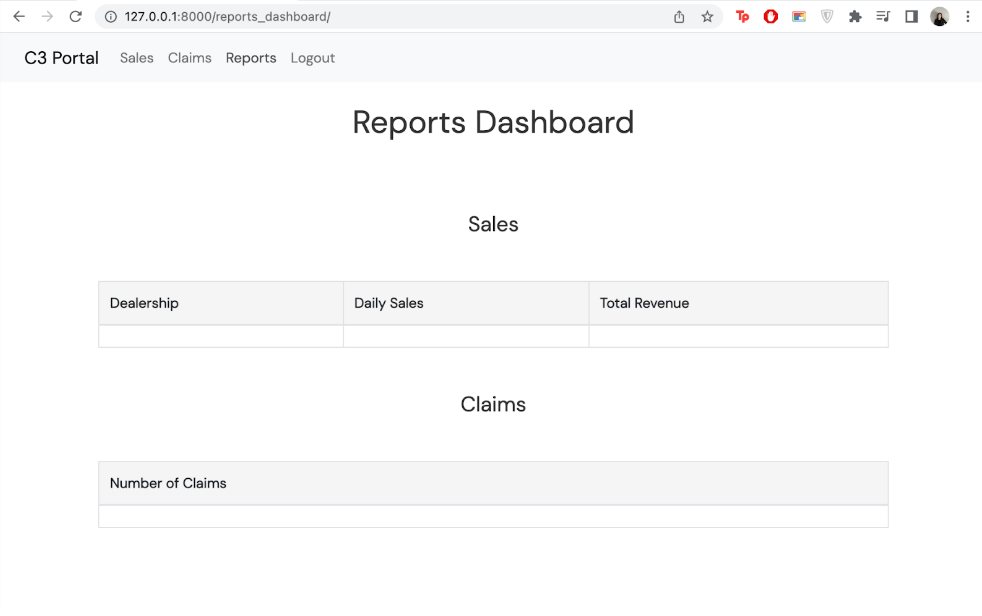 127.0.0.1:8000/reports_dashboard/
Tp
C3 Portal Sales Claims Reports Logout
Reports Dashboard
Sales
Dealership Daily Sales Total Revenue
Claims
Number of Claims